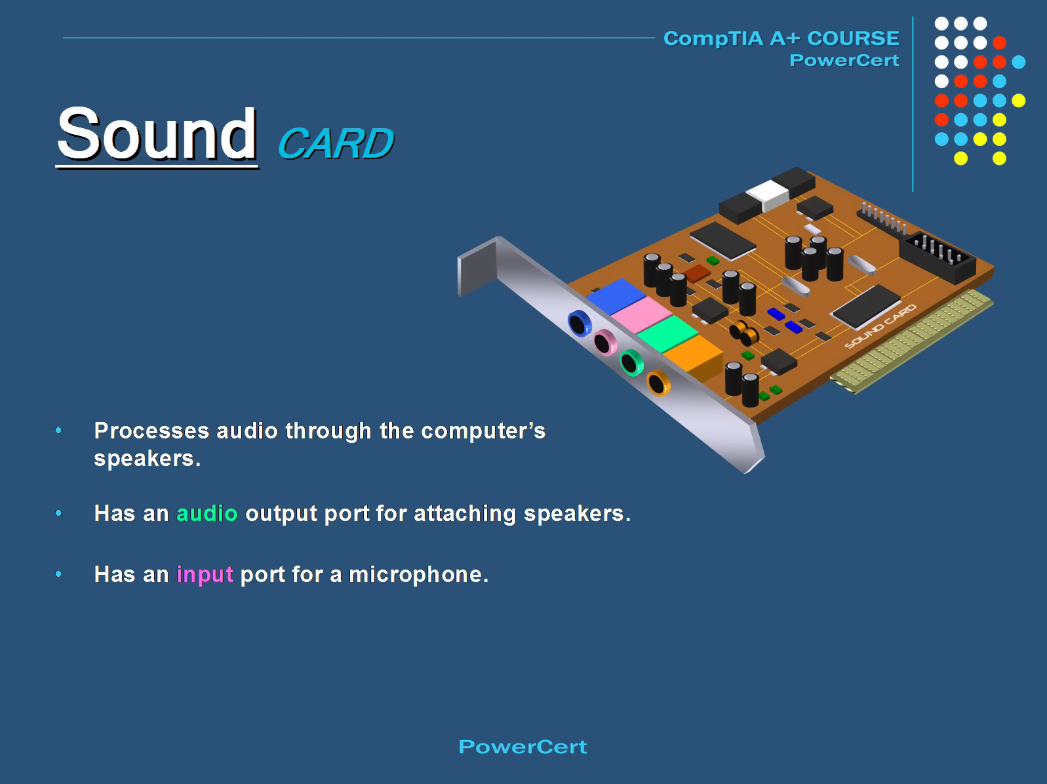 CompTIA A+ COURSE
PowerCert
Sound CARD
SOUND CARD
• Processes audio through the computer’s
speakers.
• Has an audio output port for attaching speakers.
• Has an input port for a microphone.
PowerCert